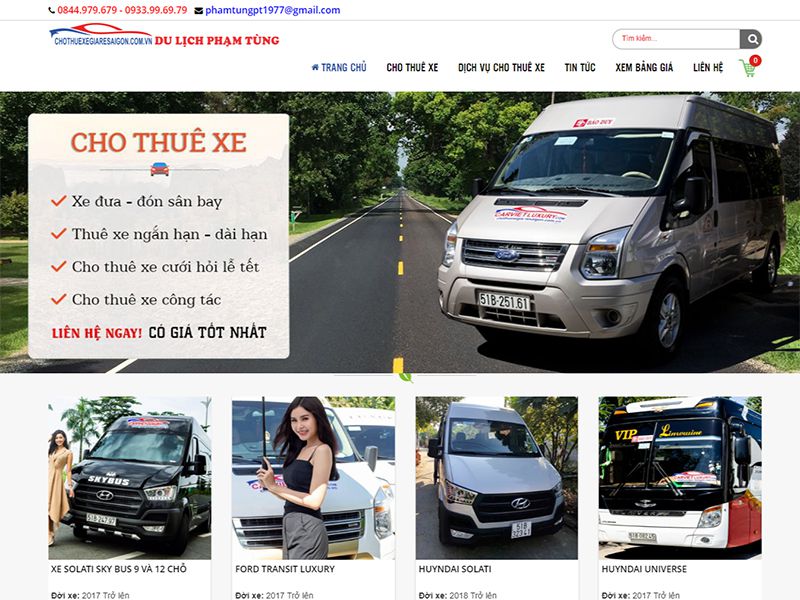 0844.979.679 - 0933.99.69.79 phamtungpt1977@gmail.com
CHOTHUEXEGIARESAIGON.COM.VN DU LỊCH PHẠM TÙNG
Tìm kiếm...
TRANG CHỦ CHO THUÊ XE DỊCH VỤ CHO THUÊ XE TIN TỨC XEM BẢNG GIÁ LIÊN HỆ 0
CHO THUÊ XE
Xe đưa - đón sân bay
Thuê xe ngắn hạn - dài hạn
Cho thuê xe cưới hỏi lễ tết
Cho thuê xe công tác
LIÊN HỆ NGAY! CÓ GIÁ TỐT NHẤT
BẢO DUY
CARVIETLUXURY
Ford
51B-251.61
SKYBUS
51B-247.97
51B
323.41
VIP Limousine
XE SOLATI SKY BUS 9 VÀ 12 CHỖ FORD TRANSIT LUXURY HUYNDAI SOLATI HUYNDAI UNIVERSE
Đời xe: 2017 Trở lên Đời xe: 2017 Trở lên Đời xe: 2018 Trở lên Đời xe: 2017 Trở lên